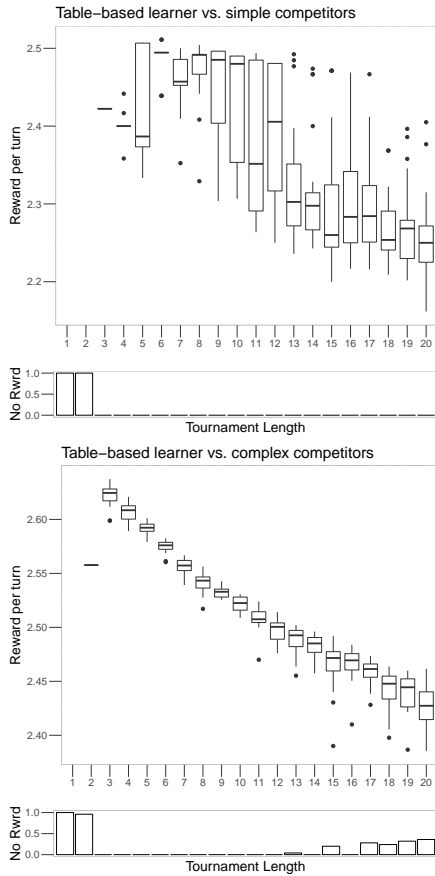 Table-based learner vs. simple competitors
Reward per turn
2.5
2.4
2.3
2.2
1 2 3 4 5 6 7 8 9 10 11 12 13 14 15 16 17 18 19 20
No Rwrd
1.0
0.5
0.0
Tournament Length
Table-based learner vs. complex competitors
Reward per turn
2.60
2.55
2.50
2.45
2.40
1 2 3 4 5 6 7 8 9 10 11 12 13 14 15 16 17 18 19 20
No Rwrd
1.0
0.5
0.0
Tournament Length